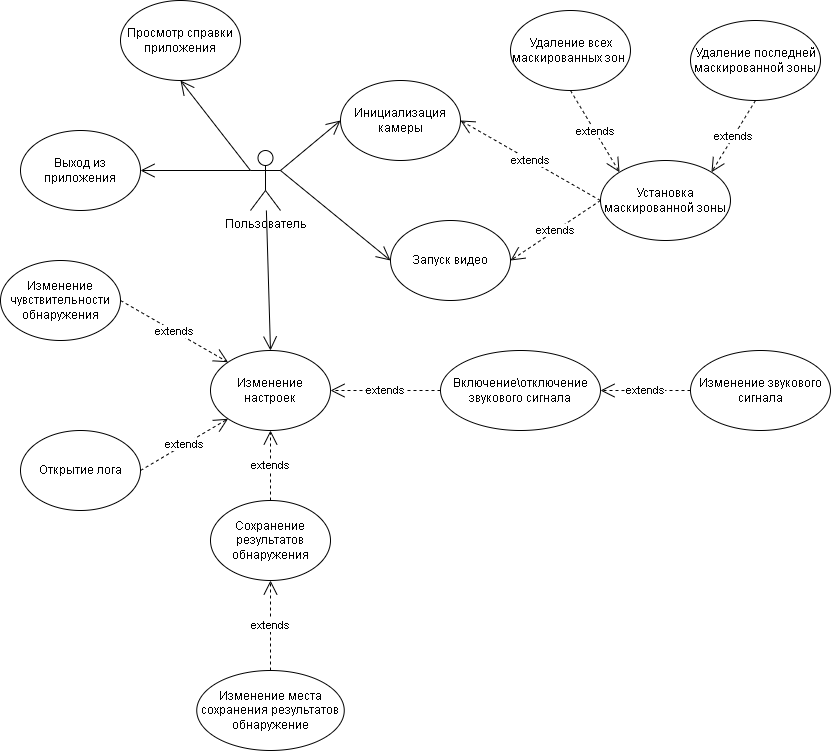 Просмотр справки
приложения
Удаление всех
маскированных зон
Удаление последней
маскированной зоны
Инициализация
камеры
extends
extends
extends
Выход из
приложения
Установка
маскированной зоны
Пользователь
extends
Запуск видео
Изменение
чувствительности
обнаружения
extends
Изменение
настроек
extends
Включение\отключение
звукового сигнала
extends
Изменение звукового
сигнала
extends
Открытие лога
extends
Сохранение
результатов
обнаружения
extends
Изменение места
сохранения результатов
обнаружение